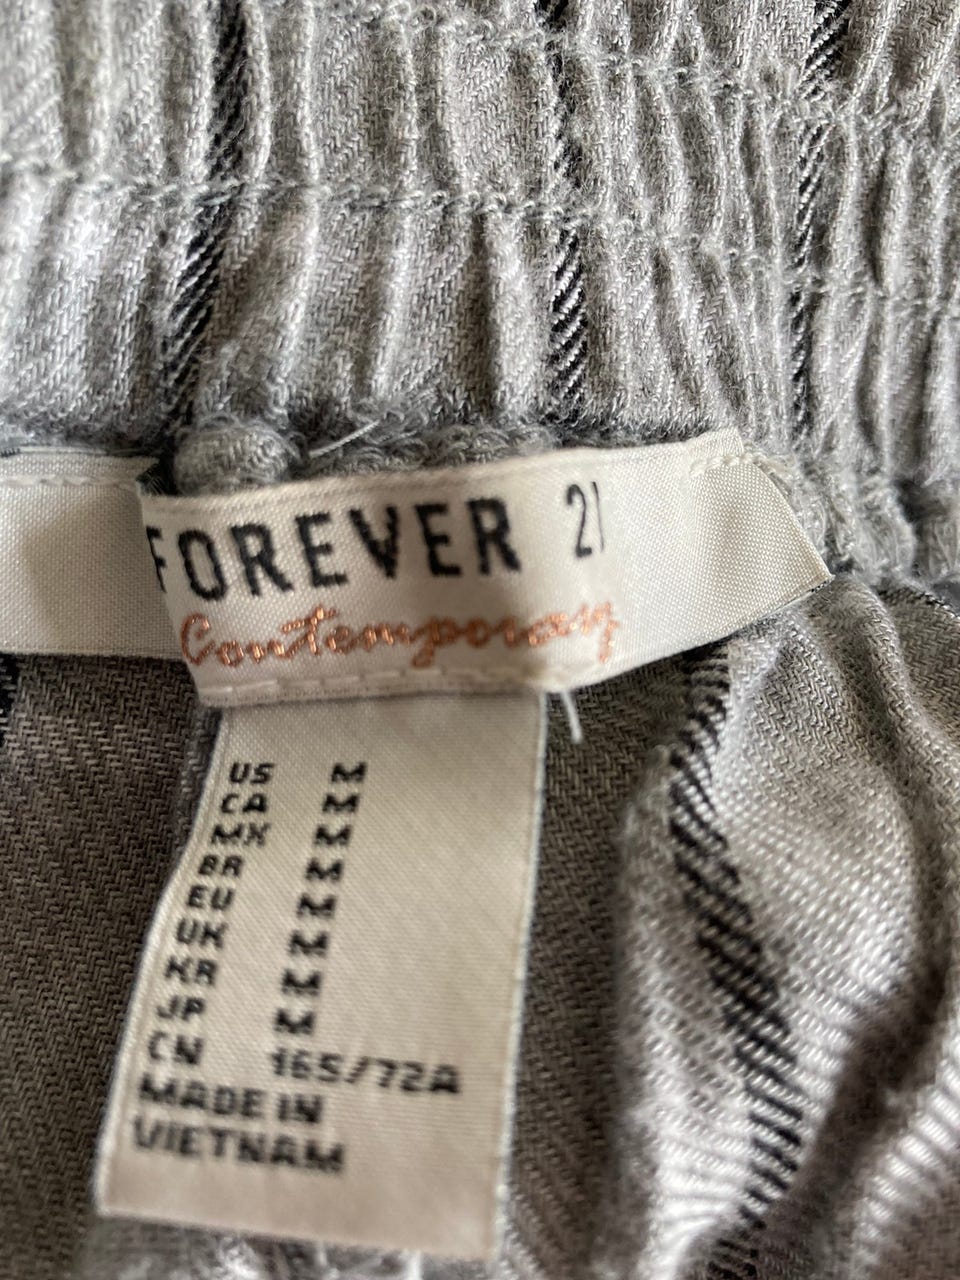 FOREVER 21
Contemporary
US M
CA M
MX M
BR M
EU M
UK M
KR M
JP M
CN 165/72A
MADE IN
VIETNAM